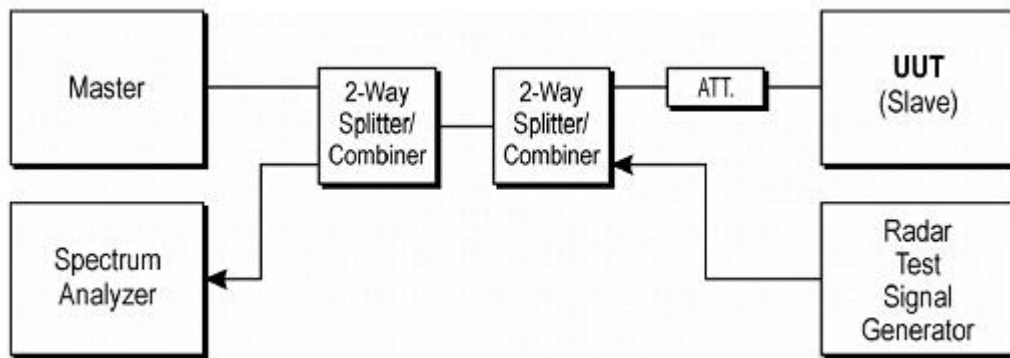 Master
2-Way
Splitter/
Combiner
2-Way
Splitter/
Combiner
ATT.
UUT
(Slave)
Spectrum
Analyzer
Radar
Test
Signal
Generator